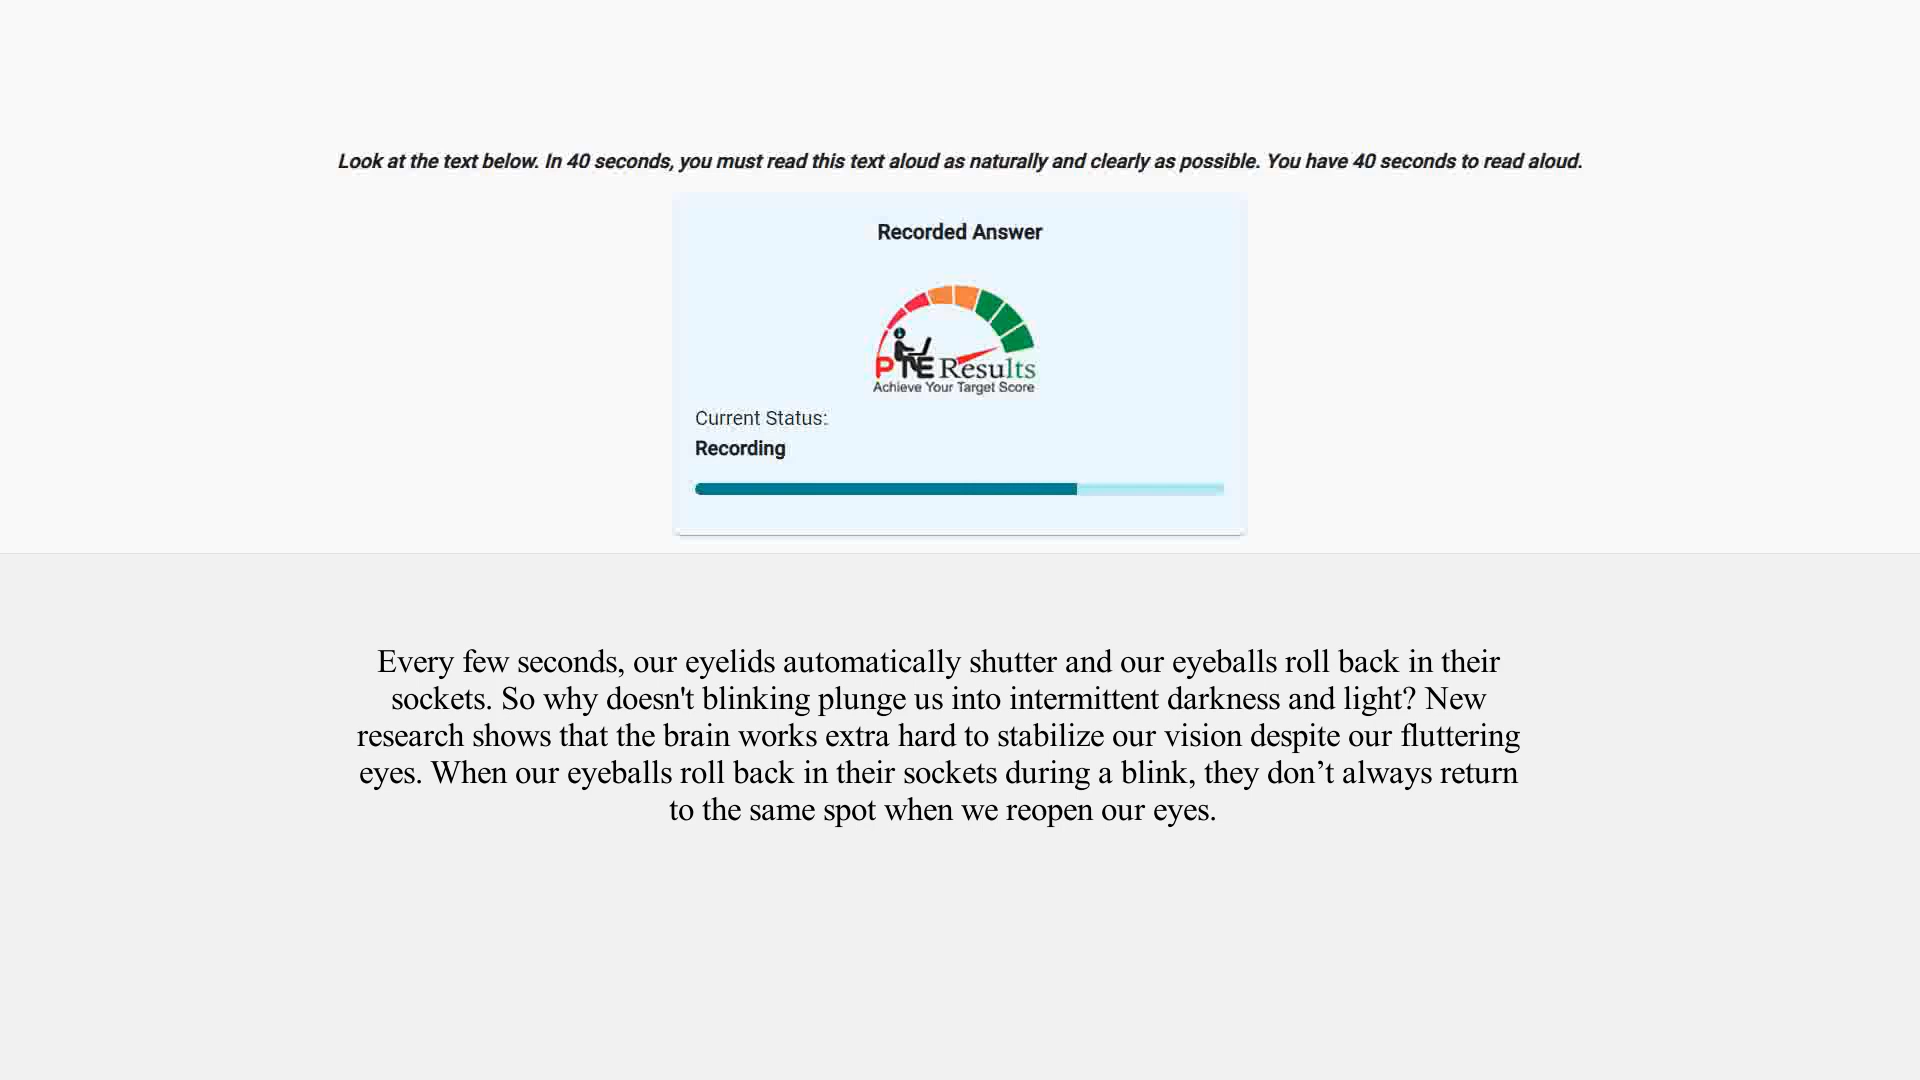 Look at the text below. In 40 seconds, you must read this text aloud as naturally and clearly as possible. You have 40 seconds to read aloud.
Recorded Answer
PTE Results
Achieve Your Target Score
Current Status:
Recording
Every few seconds, our eyelids automatically shutter and our eyeballs roll back in their
sockets. So why doesn't blinking plunge us into intermittent darkness and light? New
research shows that the brain works extra hard to stabilize our vision despite our fluttering
eyes. When our eyeballs roll back in their sockets during a blink, they don’t always return
to the same spot when we reopen our eyes.